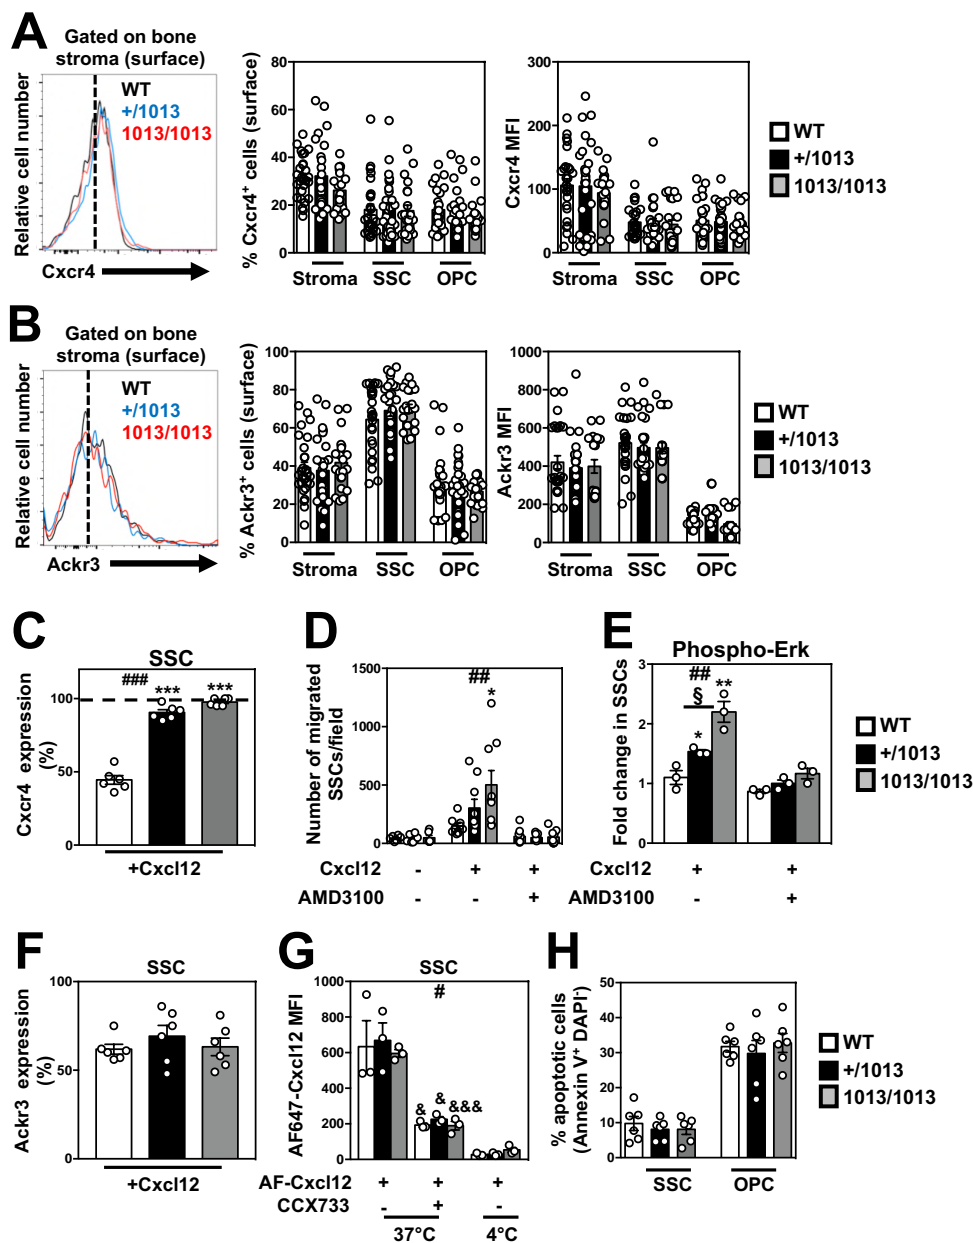 A
Gated on bone
stroma (surface)
WT
+/1013
1013/1013
Relative cell number
Cxcr4
% Cxcr4+ cells (surface)
80
60
40
20
0
Stroma SSC OPC
Cxcr4 MFI
300
200
100
0
Stroma SSC OPC
WT
+/1013
1013/1013
B
Gated on bone
stroma (surface)
WT
+/1013
1013/1013
Relative cell number
Ackr3
% Ackr3+ cells (surface)
100
80
60
40
20
0
Stroma SSC OPC
Ackr3 MFI
1000
800
600
400
200
0
Stroma SSC OPC
WT
+/1013
1013/1013
C
SSC
Cxcr4 expression
(%)
100
50
0
###
***
***
+Cxcl12
D
Number of migrated
SSCs/field
1500
1000
500
0
##
*
Cxcl12 - + +
AMD3100 - - +
E
Phospho-Erk
Fold change in SSCs
3
2
1
0
##
§
**
*
Cxcl12 + +
AMD3100 - +
WT
+/1013
1013/1013
F
SSC
Ackr3 expression
(%)
100
50
0
+Cxcl12
G
SSC
AF647-Cxcl12 MFI
1000
800
600
400
200
0
#
& & &&&
AF-Cxcl12 + + +
CCX733 - + -
37°C 4°C
H
% apoptotic cells
(Annexin V+ DAPI-)
50
40
30
20
10
0
SSC OPC
WT
+/1013
1013/1013